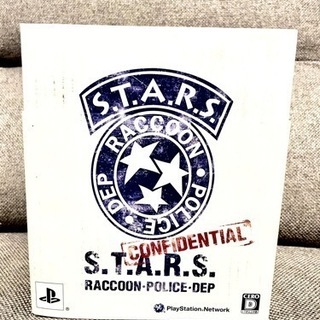 S.T.A.R.S.
RACCOON
DEP · POLICE ·
CONFIDENTIAL
S.T.A.R.S.
RACCOON·POLICE·DEP
PlayStation Network
CERO
D